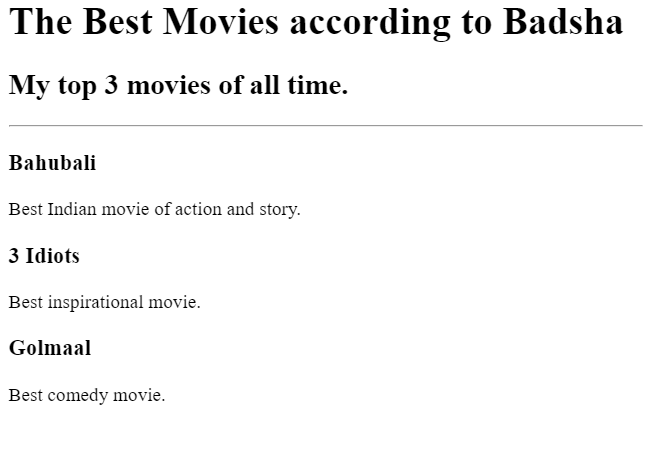 The Best Movies according to Badsha
My top 3 movies of all time.
Bahubali
Best Indian movie of action and story.
3 Idiots
Best inspirational movie.
Golmaal
Best comedy movie.